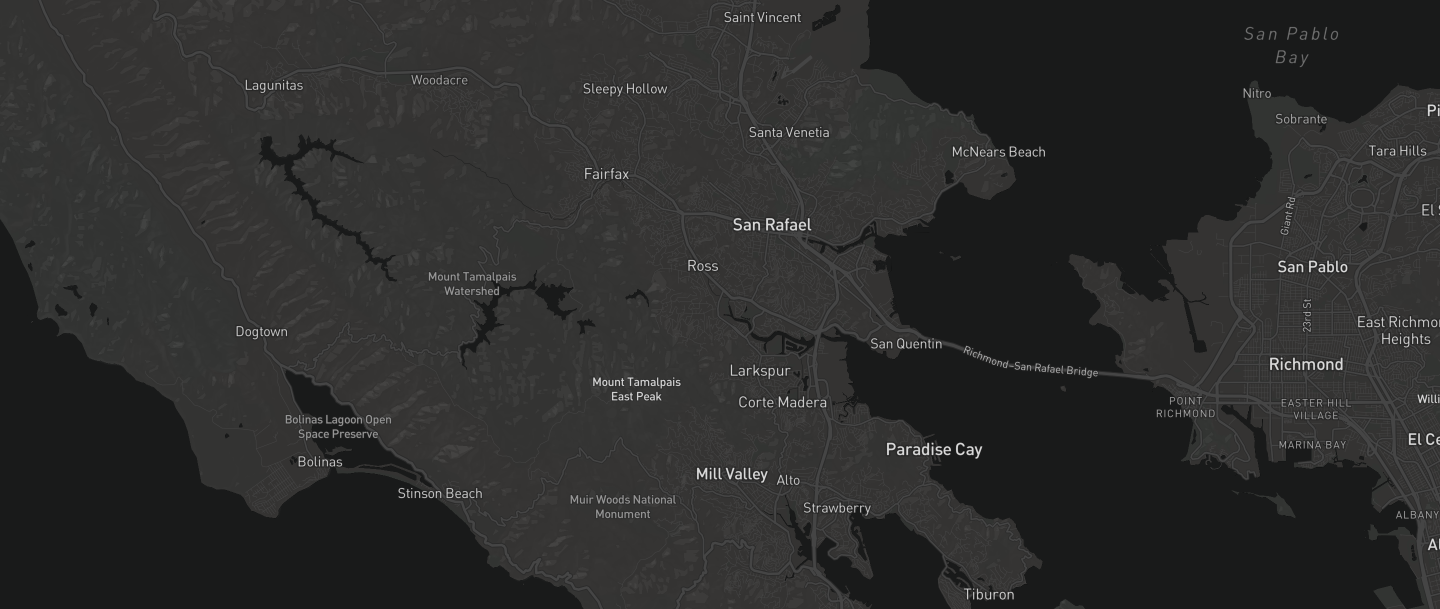 Saint Vincent
San Pablo
Bay
Lagunitas
Woodacre
Sleepy Hollow
Nitro
Sobrante
Santa Venetia
McNears Beach
Tara Hills
Fairfax
San Rafael
Giant Rd
Ross
San Pablo
Mount Tamalpais
Watershed
23rd St
Dogtown
East Richmo
Heights
San Quentin
Richmond-San Rafael Bridge
Richmond
Larkspur
Mount Tamalpais
East Peak
Corte Madera
POINT
RICHMOND
EASTER HILL
VILLAGE
Bolinas Lagoon Open
Space Preserve
MARINA BAY
El Ce
Paradise Cay
Bolinas
Mill Valley
Alto
Stinson Beach
Muir Woods National
Monument
Strawberry
ALBANY
Tiburon